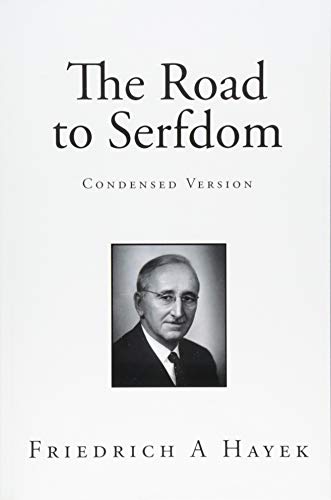 The Road
to Serfdom
Condensed Version
Friedrich A Hayek